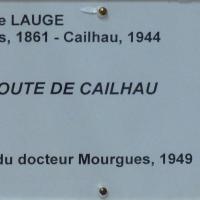 e LAUGE
s, 1861 - Cailhau, 1944
OUTE DE CAILHAU
du docteur Mourgues, 1949